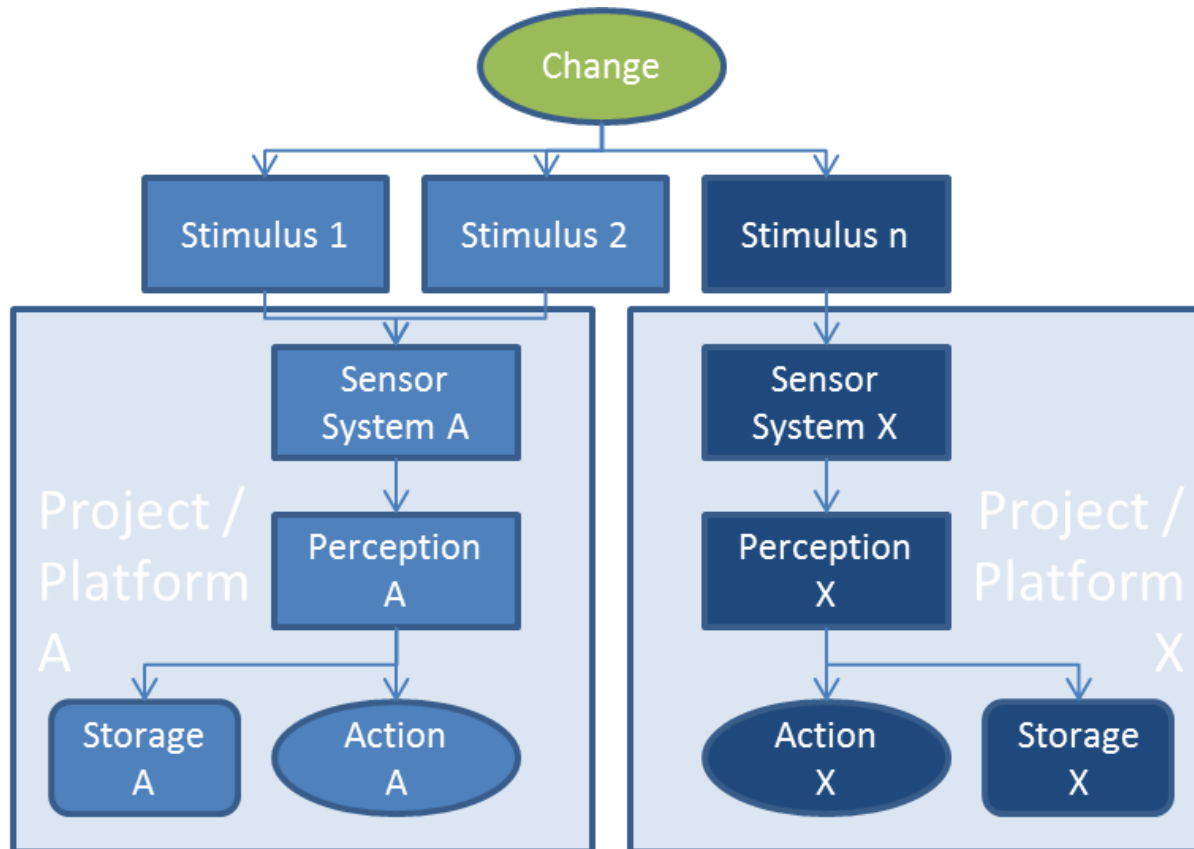 Change
Stimulus 1
Stimulus 2
Stimulus n
Sensor
System A
Sensor
System X
Project /
Platform
A
Perception
A
Perception
X
Project /
Platform
X
Storage
A
Action
A
Action
X
Storage
X